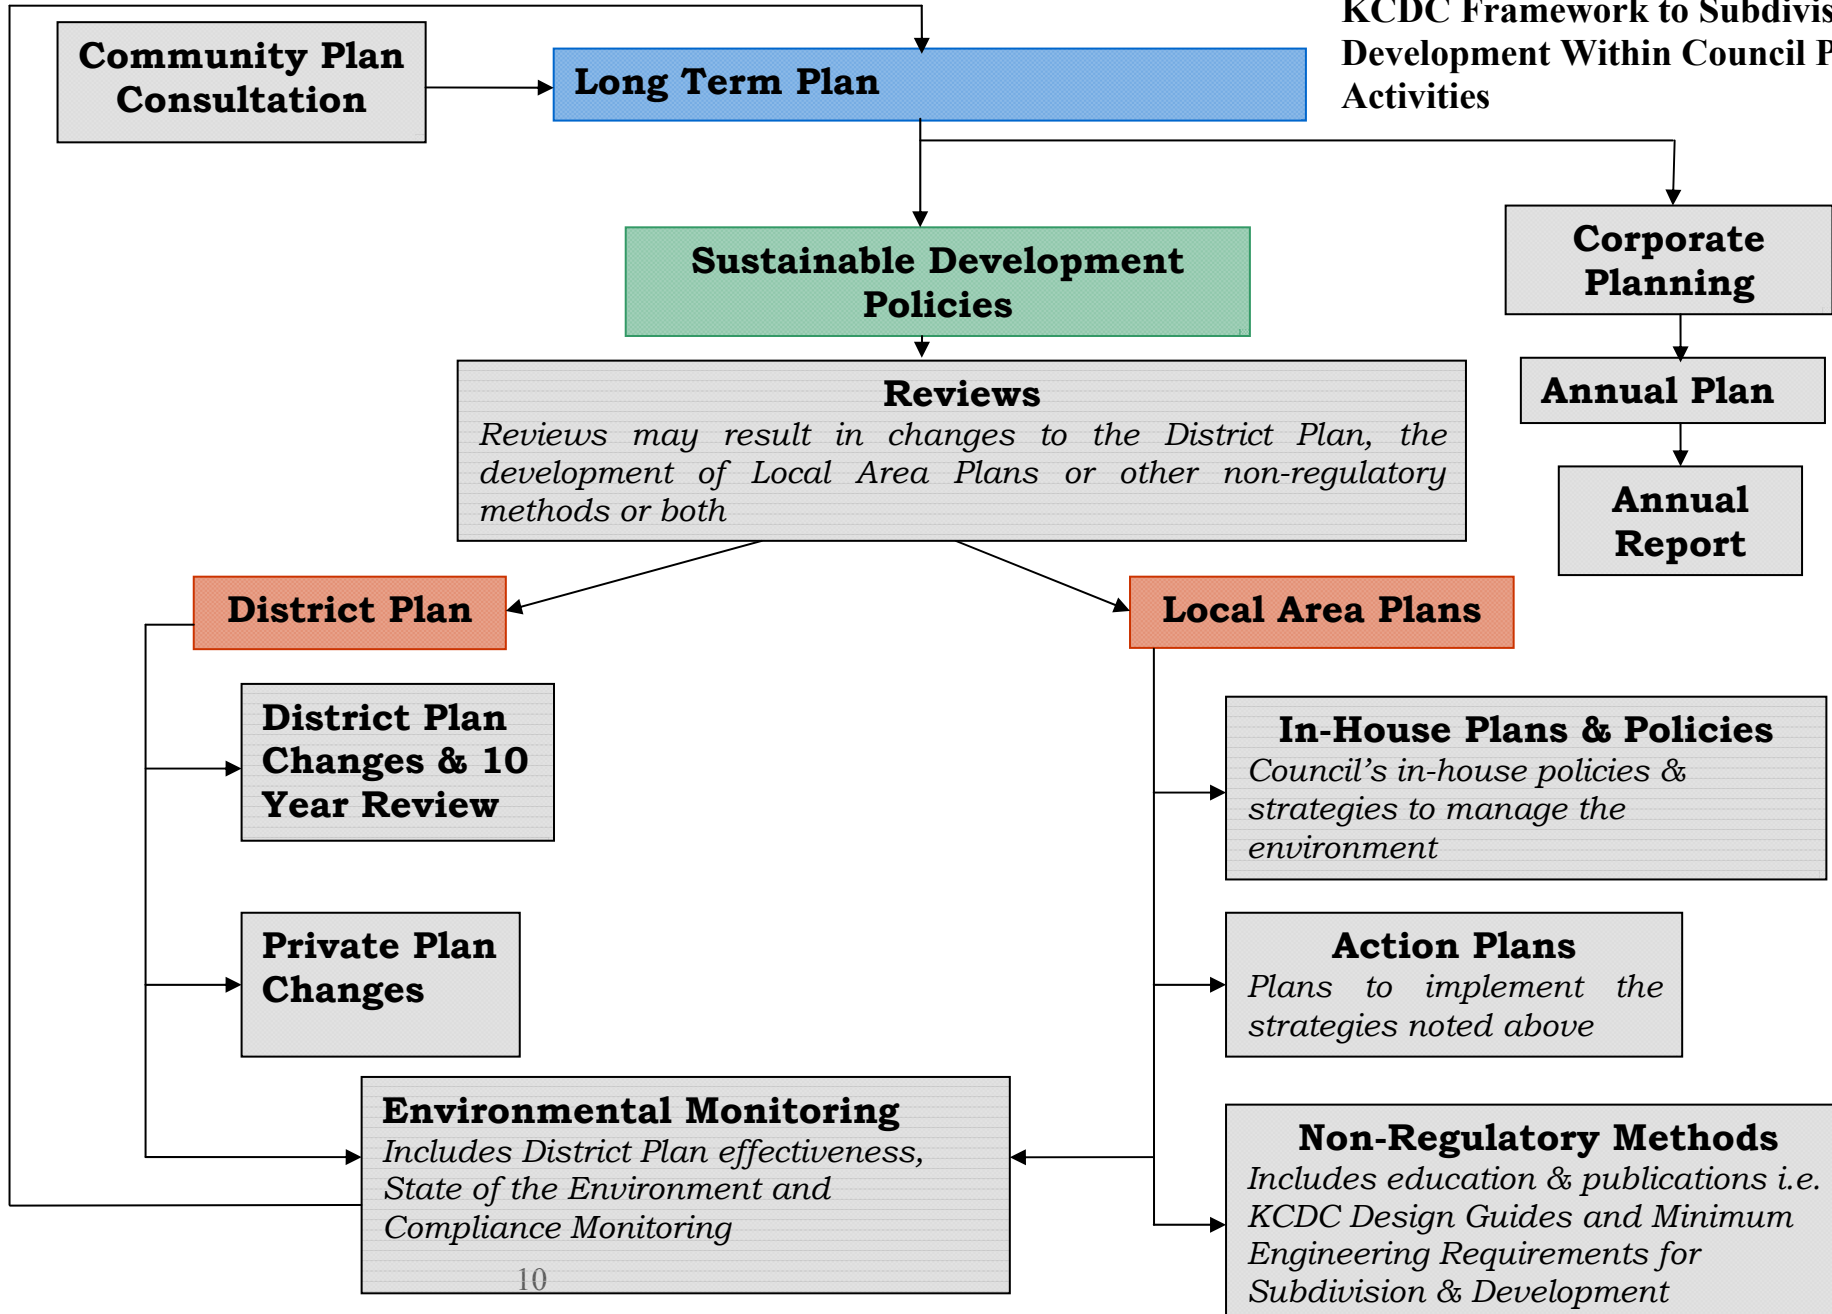 KCDC Framework to
Development Within Council
Activities
Community Plan
Consultation
Long Term Plan
Sustainable Development
Policies
Corporate
Planning
Reviews
Reviews may result in changes to the District Plan, the
development of Local Area Plans or other non-regulatory
methods or both
Annual Plan
Annual
Report
District Plan
Local Area Plans
District Plan
Changes & 10
Year Review
In-House Plans & Policies
Council's in-house policies &
strategies to manage the
environment
Private Plan
Changes
Action Plans
Plans to implement the
strategies noted above
Environmental Monitoring
Includes District Plan effectiveness,
State of the Environment and
Compliance Monitoring
Non-Regulatory Methods
Includes education & publications i.e.
KCDC Design Guides and Minimum
Engineering Requirements for
Subdivision & Development
10